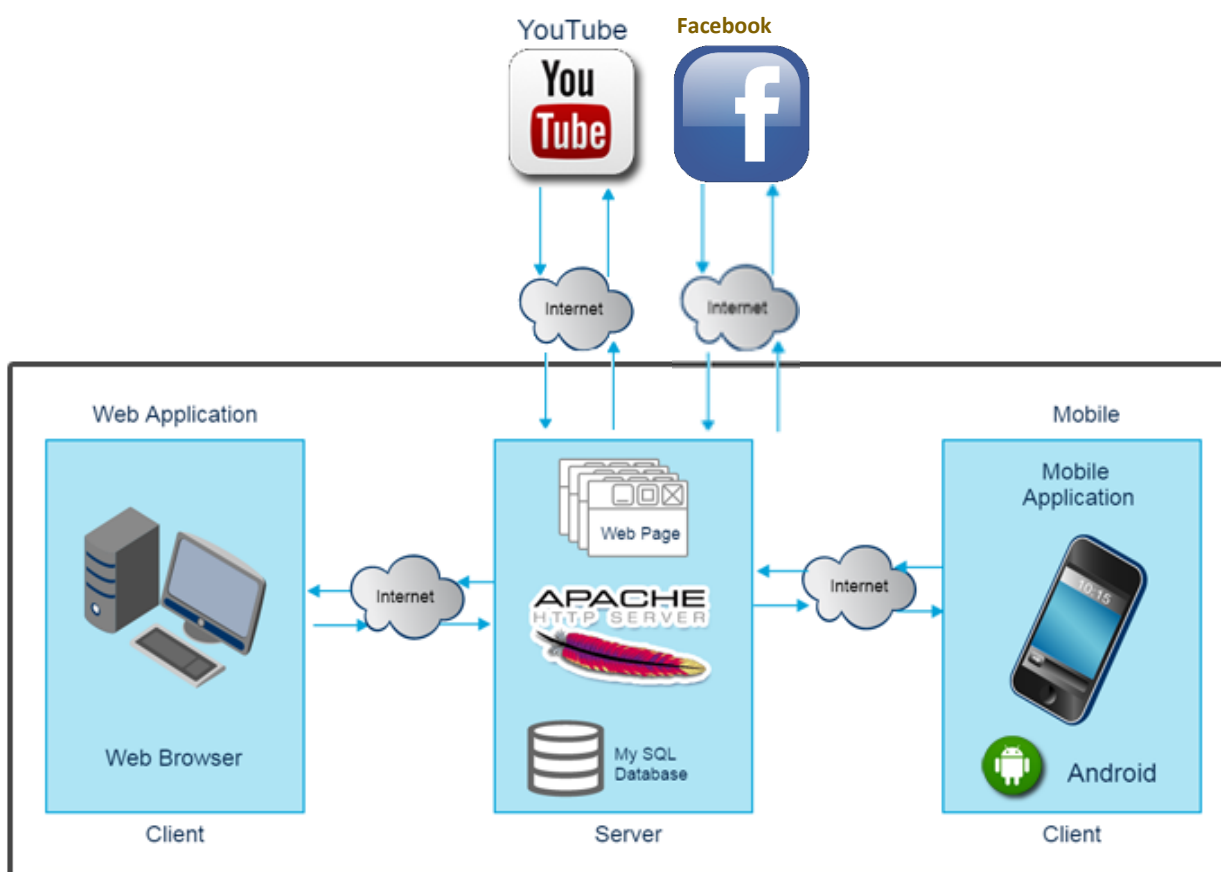 YouTube
Facebook
You
Tube
f
Internet
Internet
Web Application
Mobile
Web Page
Mobile
Application
10:15
Internet
APACHE
HTTP SERVER
Internet
Web Browser
My SQL
Database
Android
Client
Server
Client